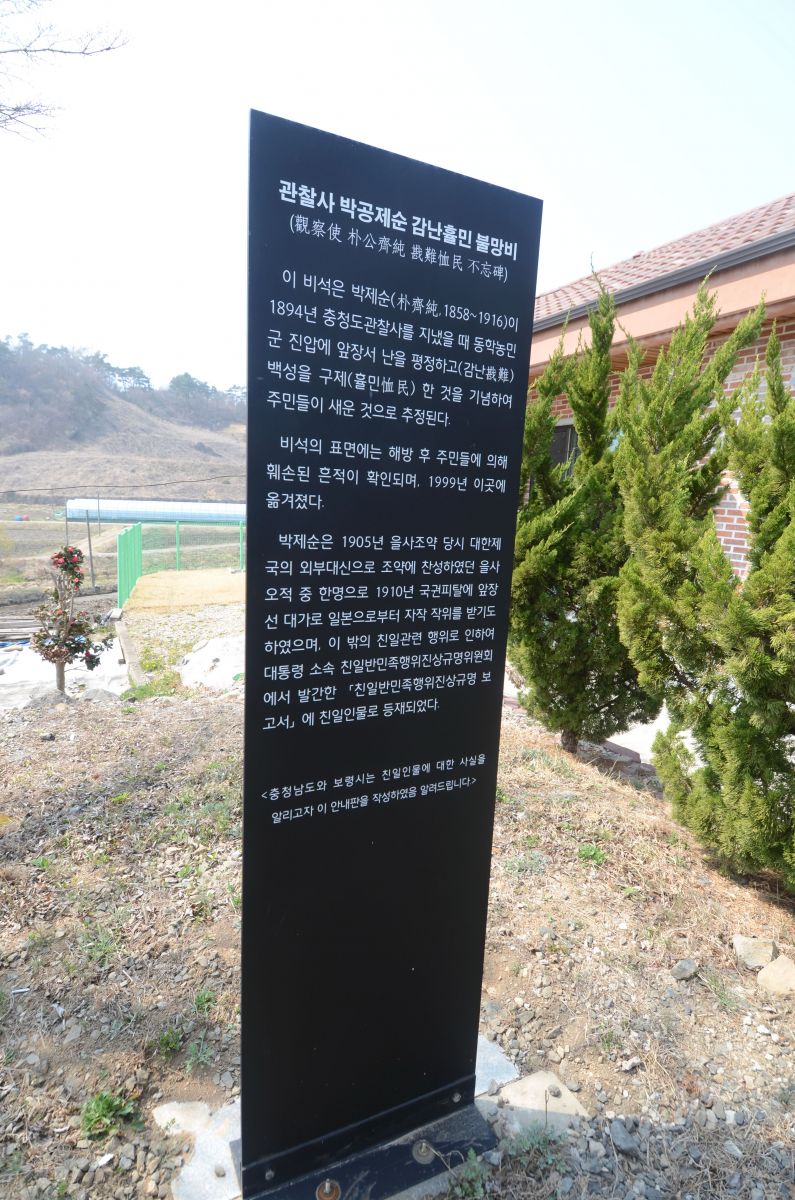 관찰사 박공제순 감난휼민 불망비
(觀察使 朴公齊純 戡難恤民 不忘碑)
이 비석은 박제순(朴齊純, 1858~1916)이
1894년 충청도관찰사를 지냈을 때 동학농민
군 진압에 앞장서 난을 평정하고(감난戡難)
백성을 구제(휼민恤民) 한 것을 기념하여
주민들이 새운 것으로 추정된다.
비석의 표면에는 해방 후 주민들에 의해
훼손된 흔적이 확인되며, 1999년 이곳에
옮겨졌다.
박제순은 1905년 을사조약 당시 대한제
국의 외부대신으로 조약에 찬성하였던 을사
오적 중 한명으로 1910년 국권피탈에 앞장
선 대가로 일본으로부터 자작 작위를 받기도
하였으며, 이 밖의 친일관련 행위로 인하여
대통령 소속 친일반민족행위진상규명위원회
에서 발간한 「친일반민족행위진상규명 보
고서」에 친일인물로 등재되었다.
<충청남도와 보령시는 친일인물에 대한 사실을
알리고자 이 안내판을 작성하였음 알려드립니다.>